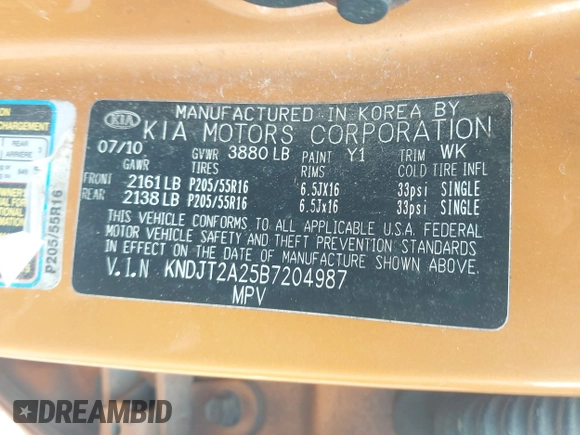 MANUFACTURED IN KOREA BY
KIA KIA MOTORS CORPORATION
07/10 GVWR 3880 LB PAINT Y1 TRIM WK
GAWR TIRES RIMS COLD TIRE INFL
FRONT 2161 LB P205/55R16 6.5JX16 33psi SINGLE
REAR 2138 LB P205/55R16 6.5Jx16 33psi SINGLE
THIS VEHICLE CONFORMS TO ALL APPLICABLE U.S.A. FEDERAL
MOTOR VEHICLE SAFETY AND THEFT PREVENTION STANDARDS
IN EFFECT ON THE DATE OF MANUFACTURE SHOWN ABOVE.
V.I.N KNDJT2A25B7204987
MPV
CHARGEMENT
REAR
ARRIERE
P205/55R16
DREAMBID